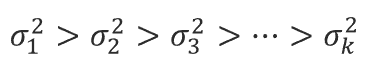 σ₁² > σ₂² > σ₃² > ⋯ > σₖ²